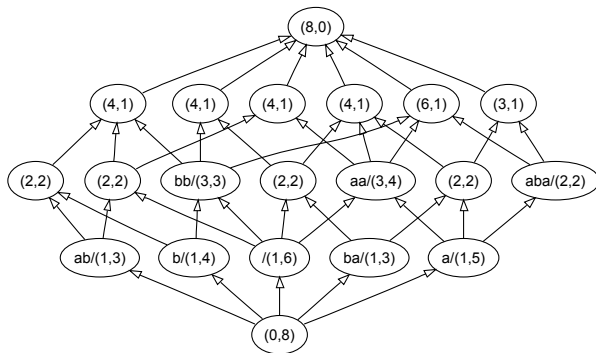 (8,0)
(4,1) (4,1) (4,1) (4,1) (6,1) (3,1)
(2,2) (2,2) bb/(3,3) (2,2) aa/(3,4) (2,2) aba/(2,2)
ab/(1,3) b/(1,4) /(1,6) ba/(1,3) a/(1,5)
(0,8)